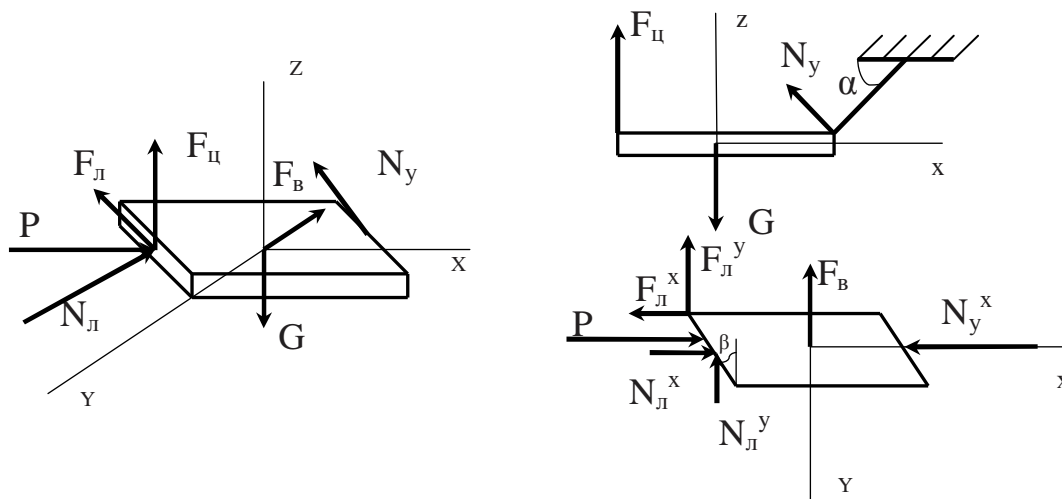 Z
F_ц
F_л
F_в
N_у
P
X
N_л
G
Y
F_ц
z
N_у
α
x
G
F_л^у
F_л^х
F_в
P
N_у^х
β
x
N_л^х
N_л^у
Y